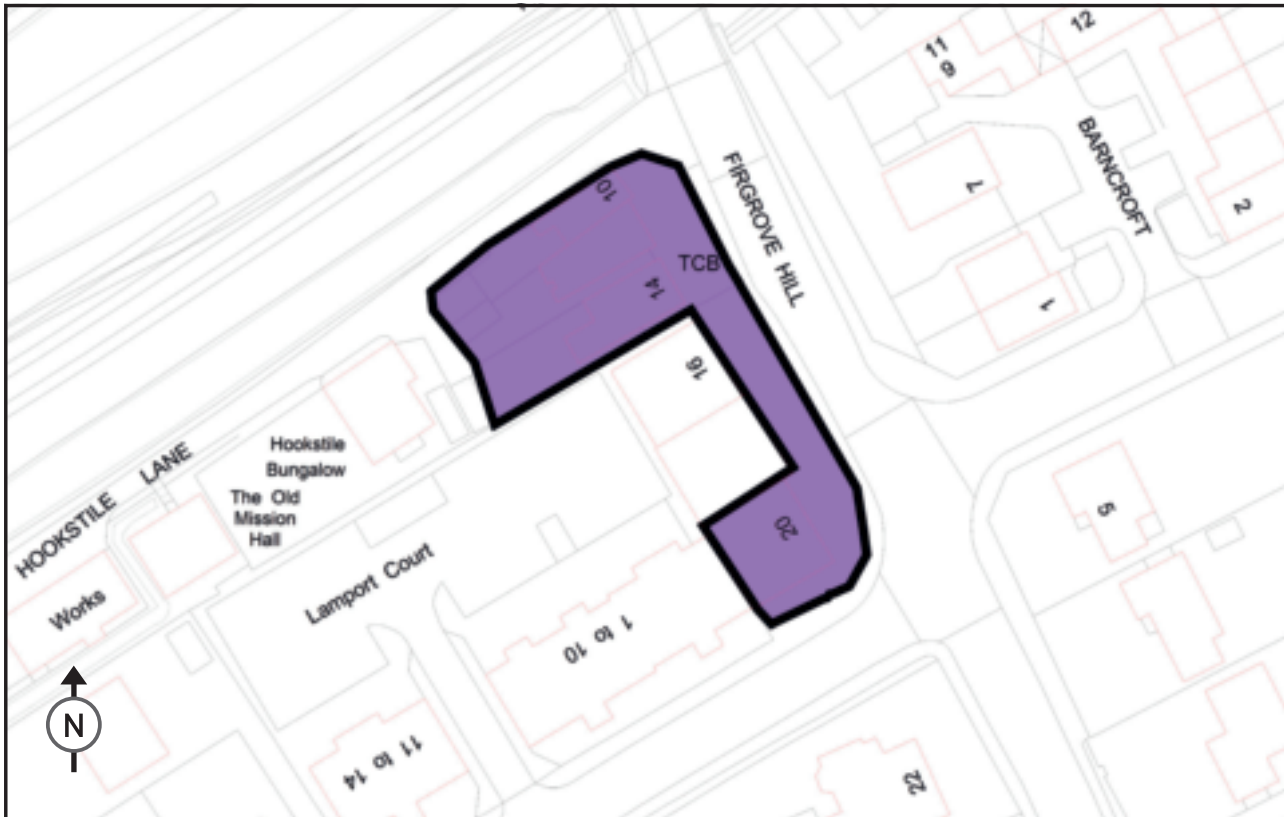 12
11
9
BARNCROFT
7
2
1
FIRGROVE HILL
10
TCB
14
16
20
5
HOOKSTILE LANE
Hookstile
Bungalow
The Old
Mission
Hall
Works
Lamport Court
1 to 10
11 to 14
22
N